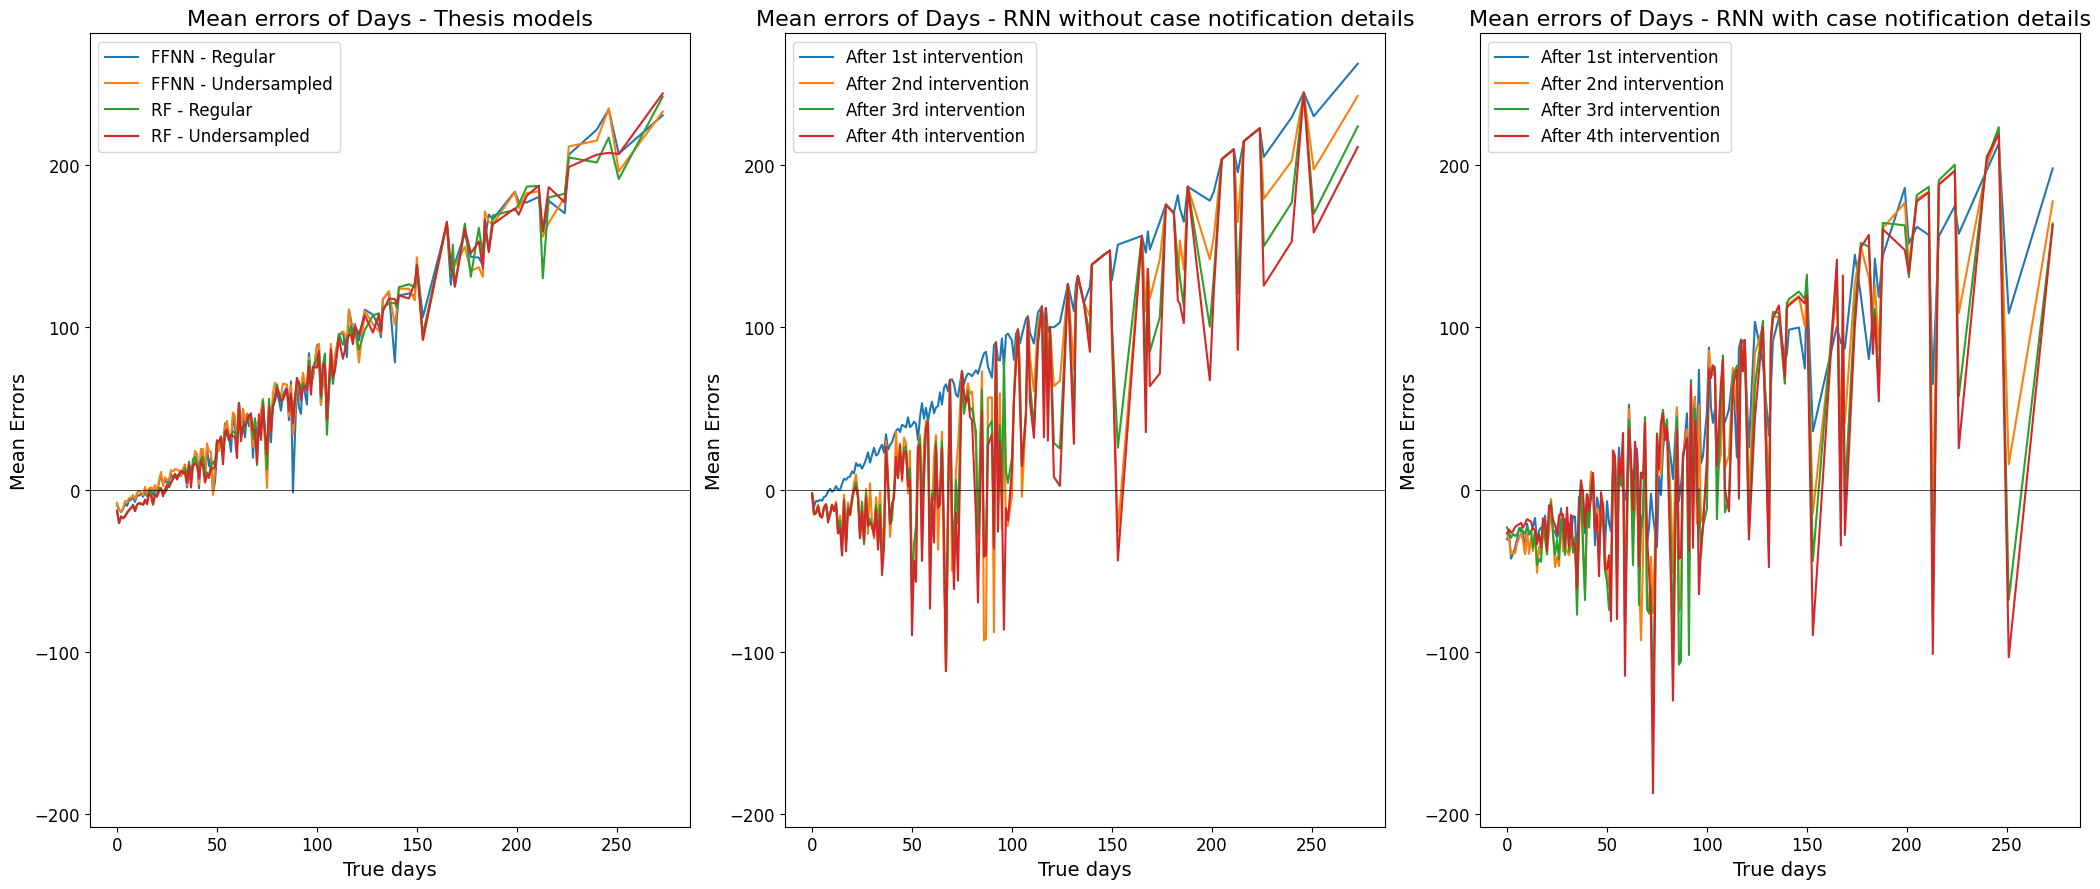 Mean errors of Days - Thesis models
FFNN - Regular
FFNN - Undersampled
RF - Regular
RF - Undersampled
Mean Errors
200
100
0
−100
−200
0 50 100 150 200 250
True days
Mean errors of Days - RNN without case notification details
After 1st intervention
After 2nd intervention
After 3rd intervention
After 4th intervention
Mean Errors
200
100
0
−100
−200
0 50 100 150 200 250
True days
Mean errors of Days - RNN with case notification details
After 1st intervention
After 2nd intervention
After 3rd intervention
After 4th intervention
Mean Errors
200
100
0
−100
−200
0 50 100 150 200 250
True days